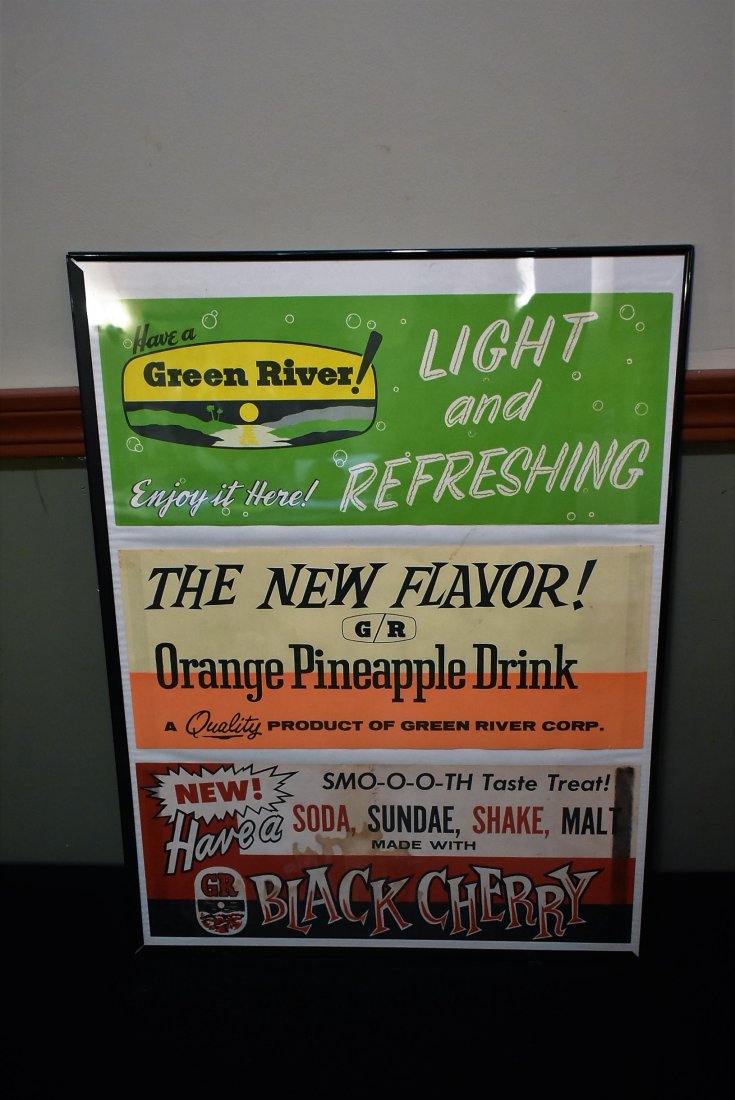 Have a
Green River!
Enjoy it Here!
LIGHT
and
REFRESHING
THE NEW FLAVOR!
G/R
Orange Pineapple Drink
A Quality PRODUCT OF GREEN RIVER CORP.
NEW!
SMO-O-O-TH Taste Treat!
Have a SODA, SUNDAE, SHAKE, MALT
MADE WITH
GR BLACK CHERRY